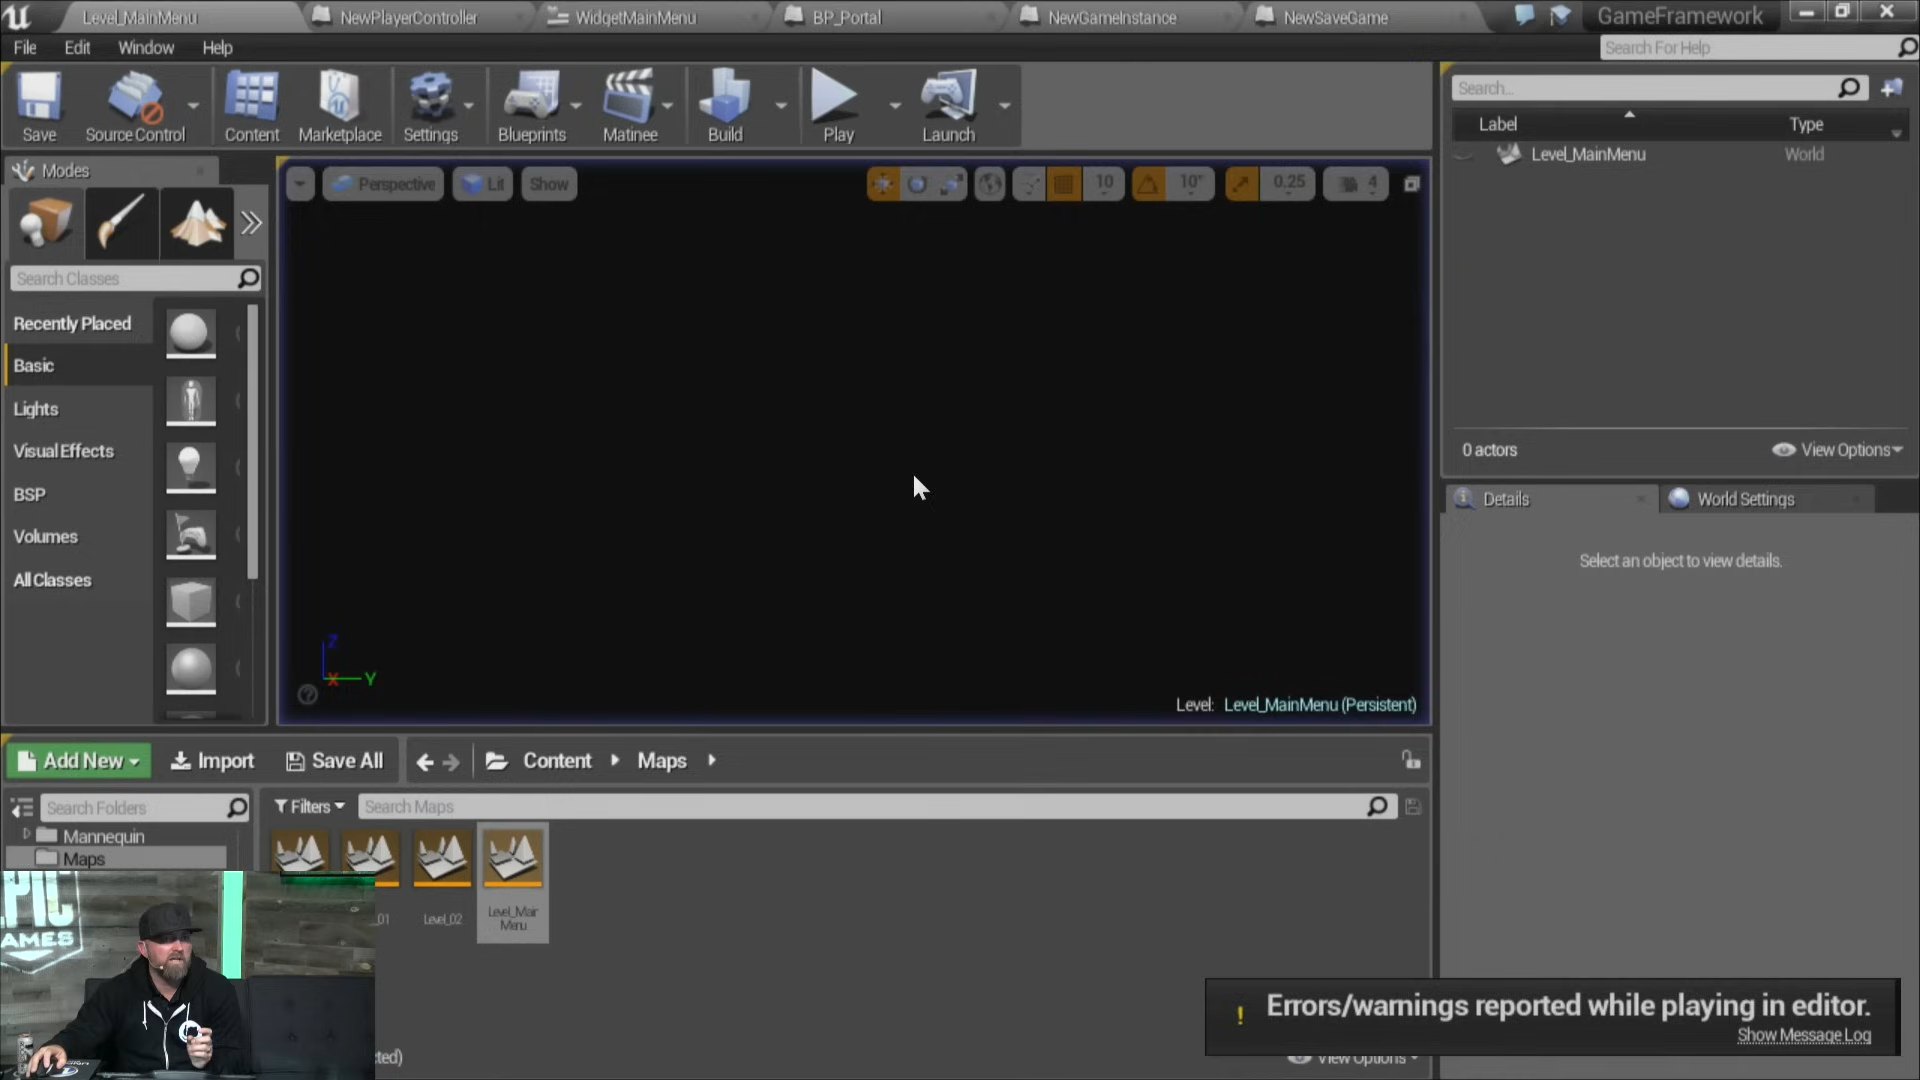 Level_MainMenu
NewPlayerController
WidgetMainMenu
BP_Portal
NewGameInstance
NewSaveGame
GameFramework
File
Edit
Window
Help
Search For Help
Save
Source Control
Content
Marketplace
Settings
Blueprints
Matinee
Build
Play
Launch
Search...
Label
Type
Level_MainMenu
World
Modes
Perspective
Lit
Show
10
10°
0.25
4
Search Classes
Recently Placed
Basic
Lights
Visual Effects
BSP
Volumes
All Classes
Z
X
Y
Level: Level_MainMenu (Persistent)
0 actors
View Options
Details
World Settings
Select an object to view details.
Add New
Import
Save All
Content
Maps
Search Folders
Filters
Search Maps
Mannequin
Maps
_01
Level_02
Level_Main
Menu
EPIC
GAMES
Errors/warnings reported while playing in editor.
Show Message Log
View Options